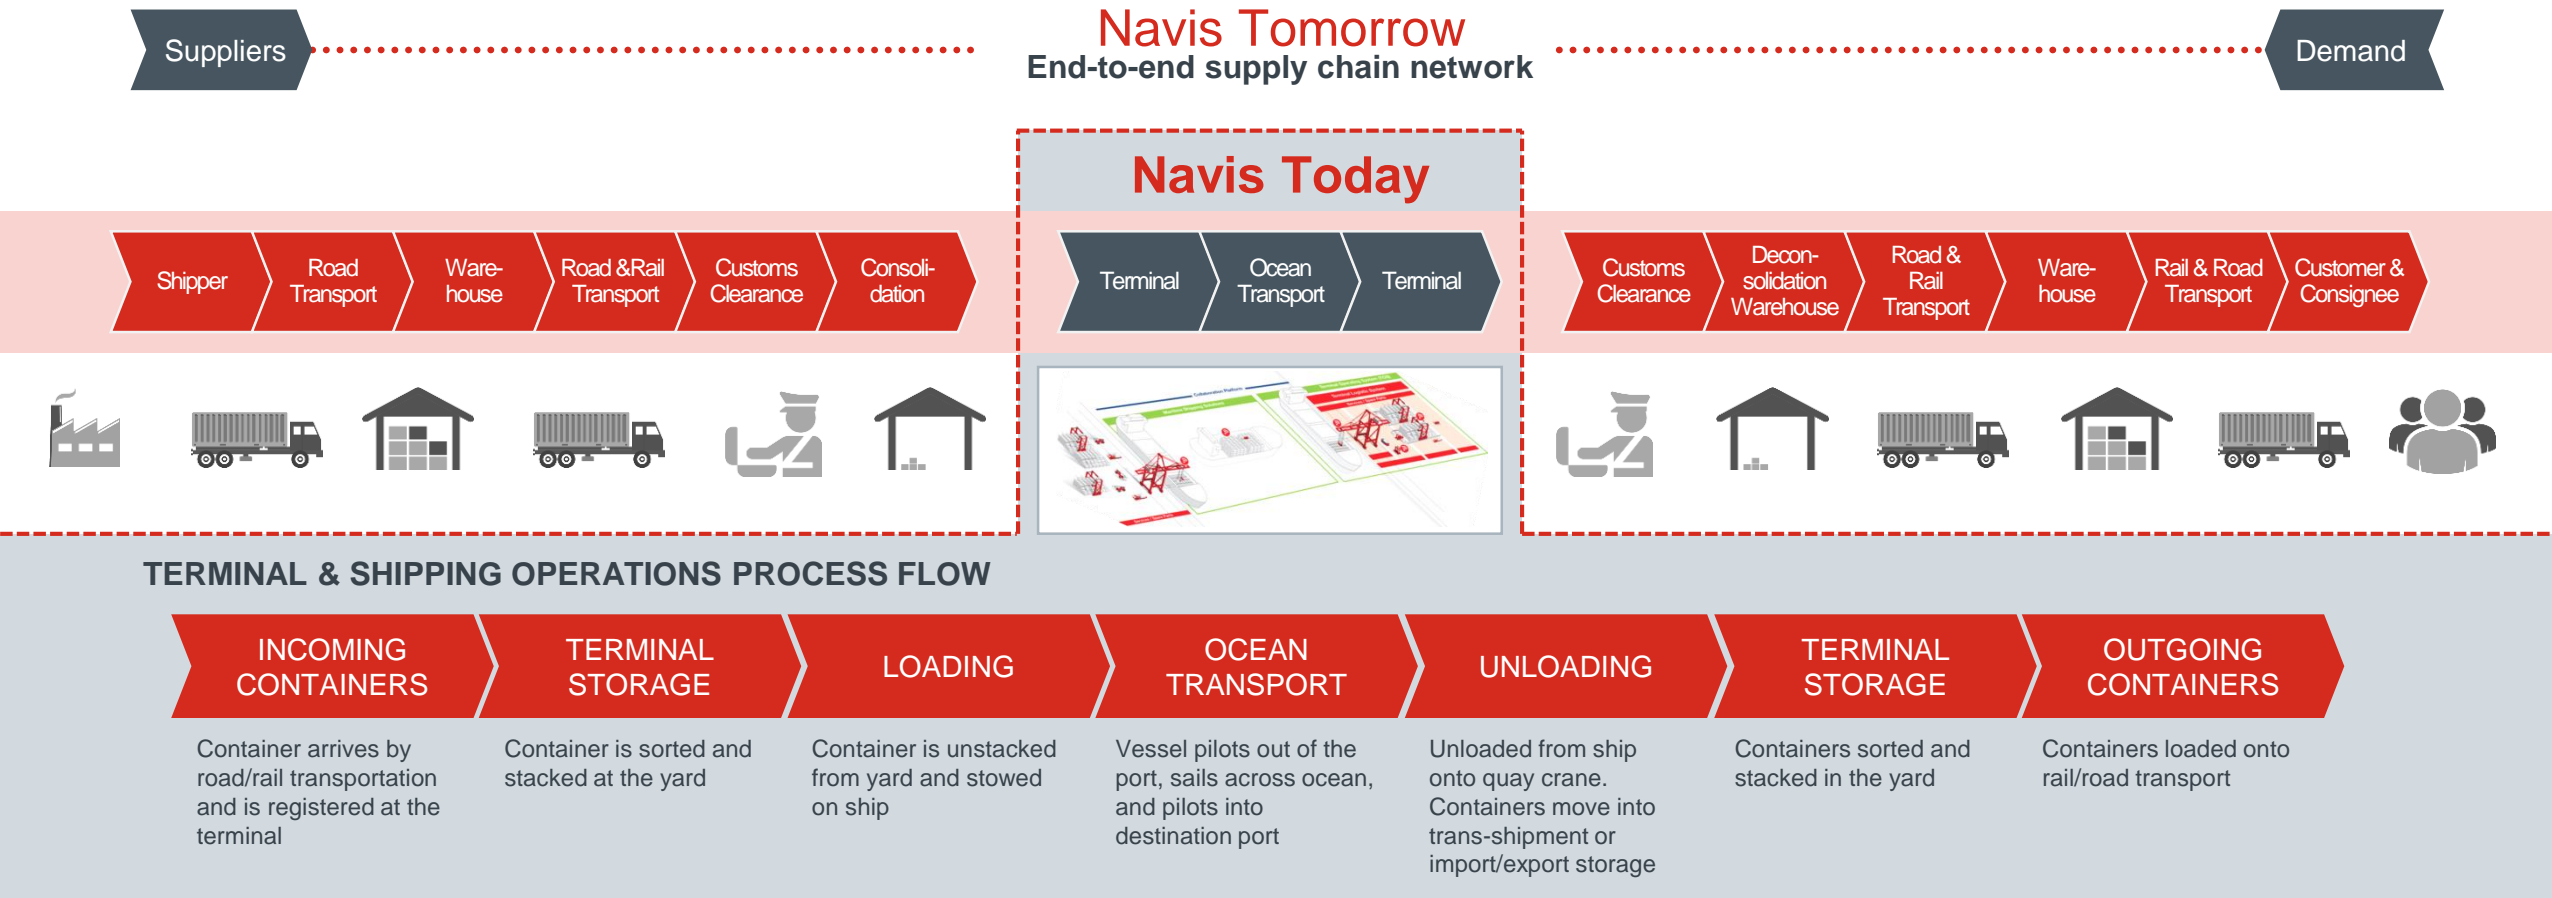 Suppliers
Navis Tomorrow
End-to-end supply chain network
Demand
Navis Today
Shipper
Road
Transport
Ware-
house
Road &Rail
Transport
Customs
Clearance
Consoli-
dation
Terminal
Ocean
Transport
Terminal
Customs
Clearance
Decon-
solidation
Warehouse
Road &
Rail
Transport
Ware-
house
Rail & Road
Transport
Customer &
Consignee
Collaboration Platform
TERMINAL & SHIPPING OPERATIONS PROCESS FLOW
INCOMING
CONTAINERS
Container arrives by
road/rail transportation
and is registered at the
terminal
TERMINAL
STORAGE
Container is sorted and
stacked at the yard
LOADING
Container is unstacked
from yard and stowed
on ship
OCEAN
TRANSPORT
Vessel pilots out of the
port, sails across ocean,
and pilots into
destination port
UNLOADING
Unloaded from ship
onto quay crane.
Containers move into
trans-shipment or
import/export storage
TERMINAL
STORAGE
Containers sorted and
stacked in the yard
OUTGOING
CONTAINERS
Containers loaded onto
rail/road transport